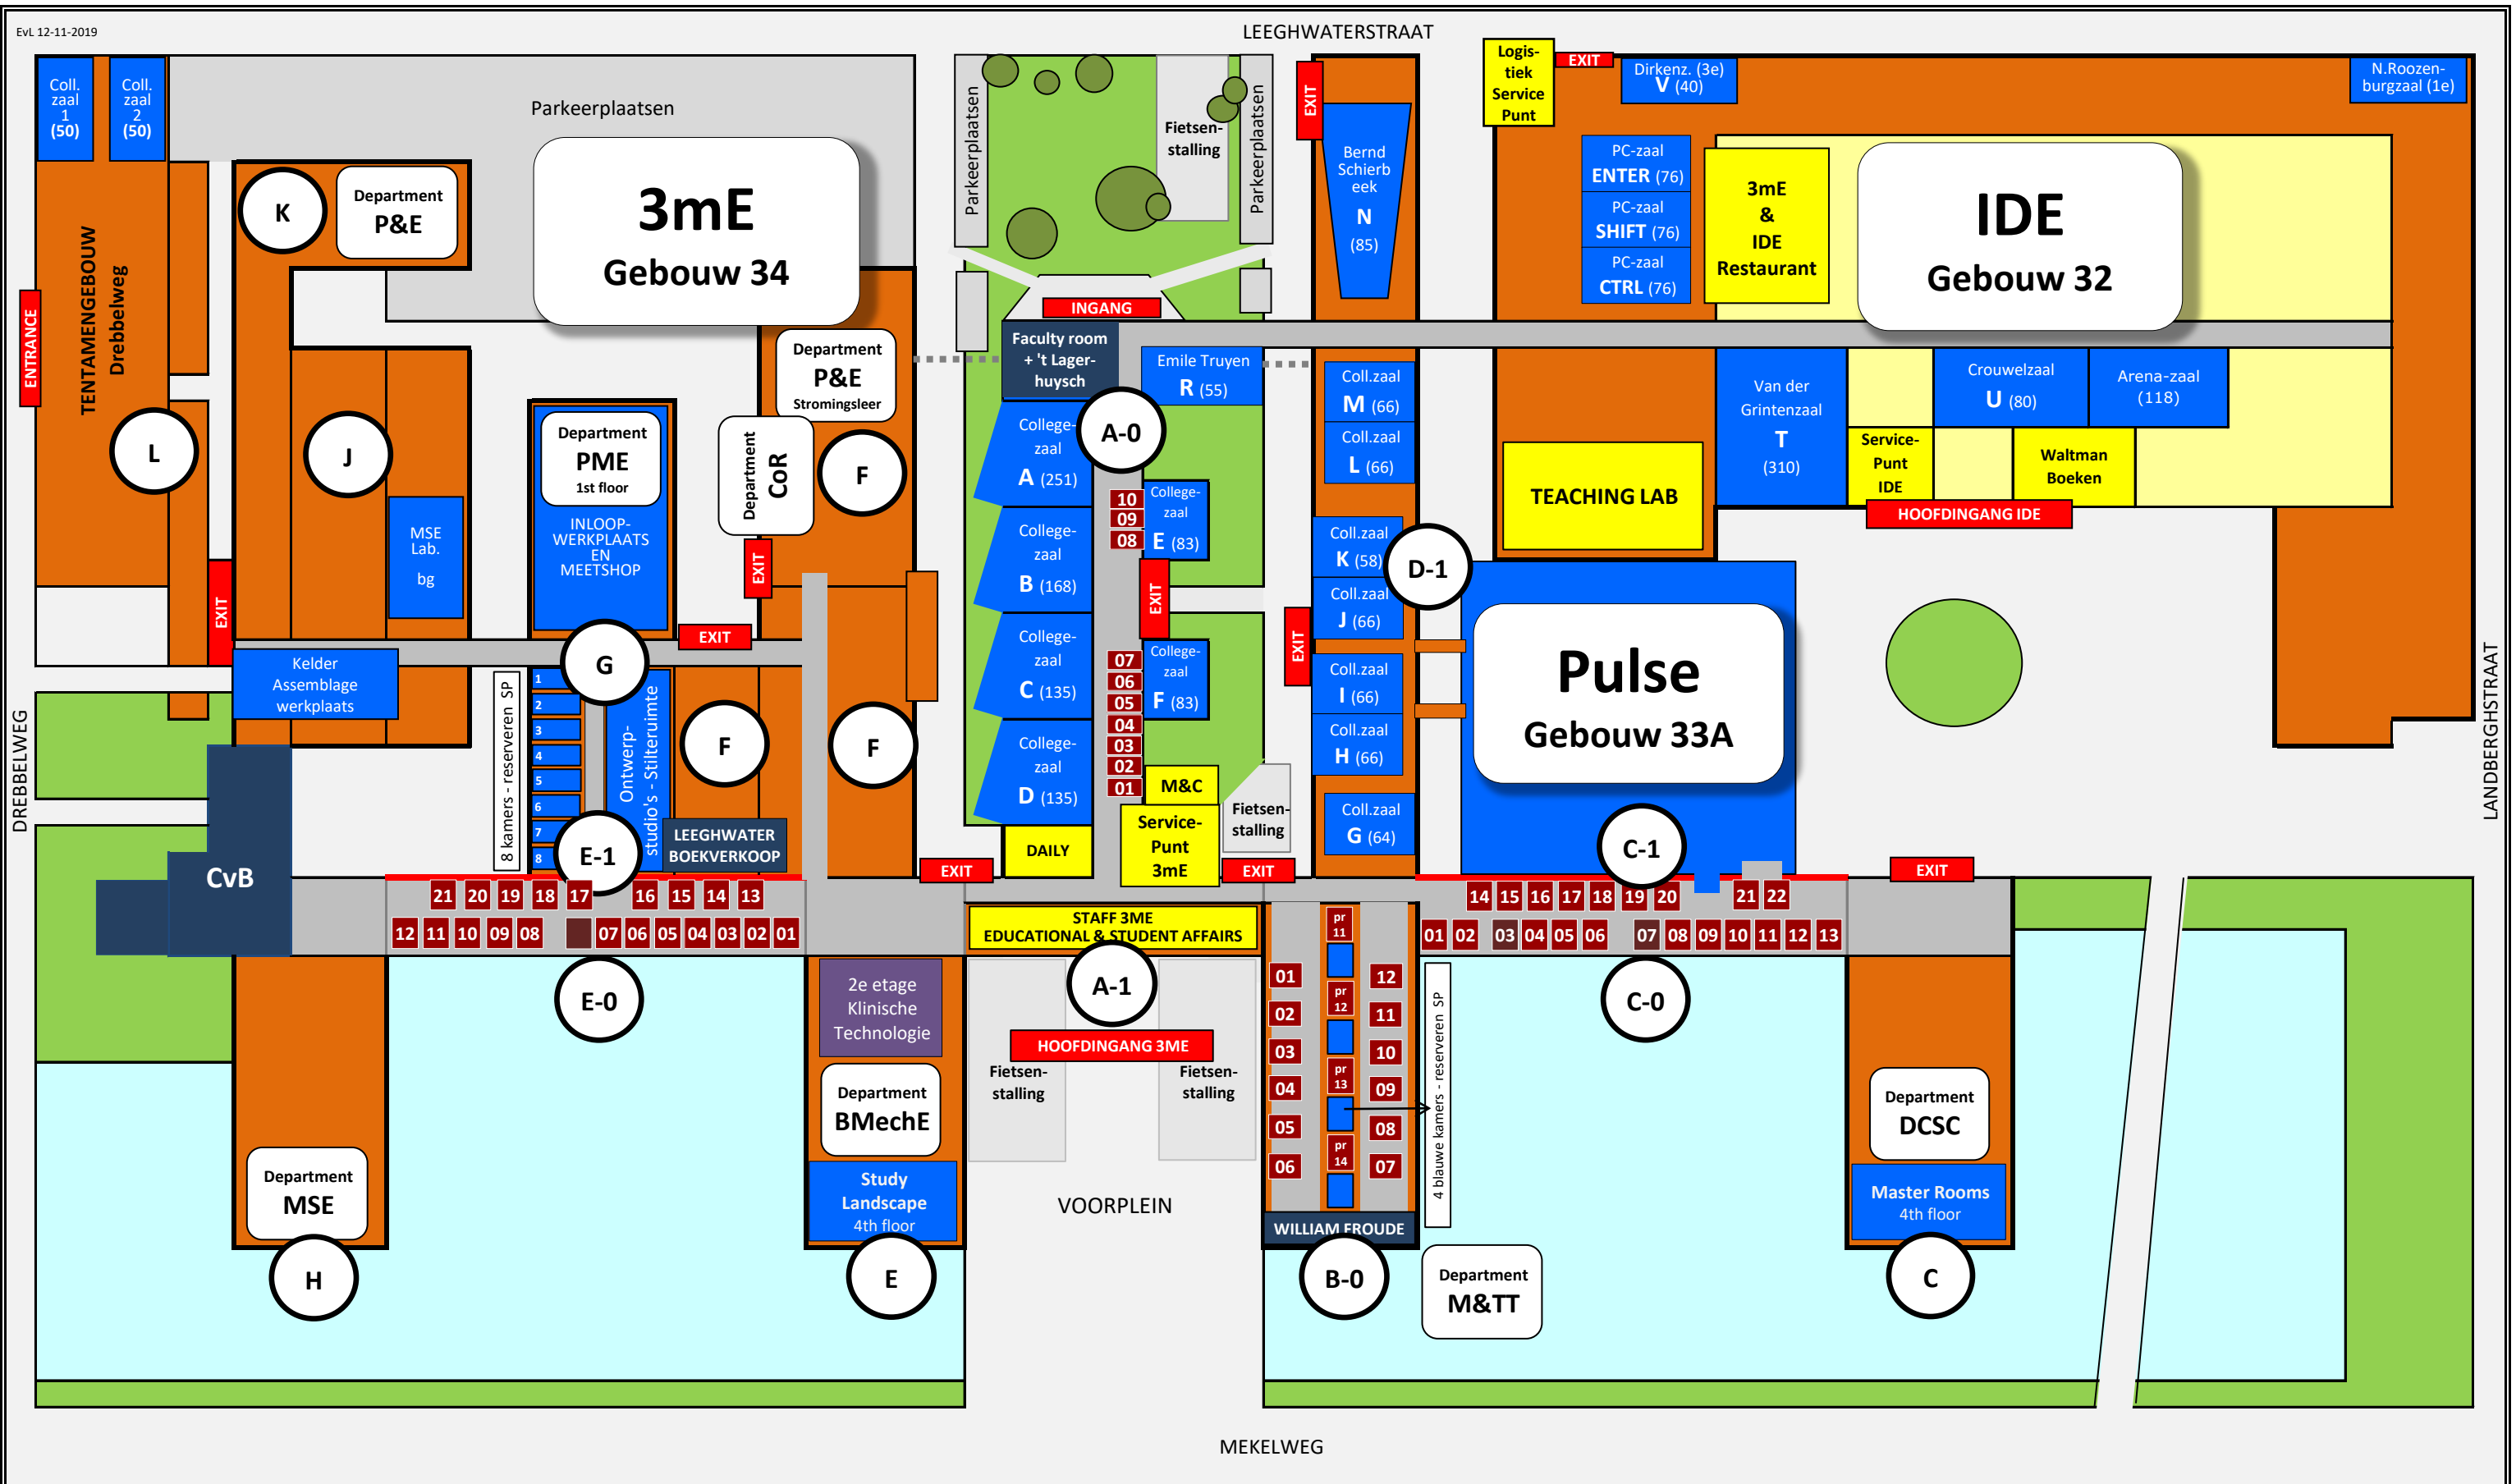 EvL 12-11-2019
LEEGHWATERSTRAAT
Coll.
zaal
1
(50)
Coll.
zaal
2
(50)
Parkeerplaatsen
3mE
Gebouw 34
K
Department
P&E
TENTAMENGEBOUW
Drebbelweg
ENTRANCE
L
J
MSE
Lab.
bg
EXIT
Department
PME
1st floor
INLOOP-
WERKPLAATS
EN
MEETSHOP
Department
P&E
Stromingsleer
Department
CoR
F
EXIT
EXIT
G
Kelder
Assemblage
werkplaats
8 kamers - reserveren SP
1
2
3
4
5
6
7
8
Ontwerp-
studio's - Stilteruimte
F
F
E-1
LEEGHWATER
BOEKVERKOOP
DREBBELWEG
CvB
Parkeerplaatsen
Fietsen-
stalling
Parkeerplaatsen
INGANG
Faculty room
+ 't Lager-
huysch
Emile Truyen
R (55)
A-0
College-
zaal
A (251)
College-
zaal
B (168)
College-
zaal
C (135)
College-
zaal
D (135)
10
09
08
College-
zaal
E (83)
EXIT
07
06
05
04
03
02
01
College-
zaal
F (83)
M&C
Service-
Punt
3mE
Fietsen-
stalling
DAILY
EXIT
EXIT
EXIT
Bernd
Schierb
eek
N
(85)
Coll.zaal
M (66)
Coll.zaal
L (66)
Coll.zaal
K (58)
D-1
Coll.zaal
J (66)
EXIT
Coll.zaal
I (66)
Coll.zaal
H (66)
Coll.zaal
G (64)
Logis-
tiek
Service
Punt
EXIT
Dirkenz. (3e)
V (40)
N.Roozen-
burgzaal (1e)
PC-zaal
ENTER (76)
PC-zaal
SHIFT (76)
PC-zaal
CTRL (76)
3mE
&
IDE
Restaurant
IDE
Gebouw 32
TEACHING LAB
Van der
Grintenzaal
T
(310)
Crouwelzaal
U (80)
Arena-zaal
(118)
Service-
Punt
IDE
Waltman
Boeken
HOOFDINGANG IDE
Pulse
Gebouw 33A
C-1
EXIT
LANDBERGHSTRAAT
21 20 19 18 17 16 15 14 13
12 11 10 09 08 07 06 05 04 03 02 01
E-0
STAFF 3ME
EDUCATIONAL & STUDENT AFFAIRS
A-1
HOOFDINGANG 3ME
Fietsen-
stalling
Fietsen-
stalling
VOORPLEIN
14 15 16 17 18 19 20 21 22
01 02 03 04 05 06 07 08 09 10 11 12 13
C-0
2e etage
Klinische
Technologie
Department
BMechE
Study
Landscape
4th floor
E
Department
MSE
H
pr
11
pr
12
pr
13
pr
14
01
02
03
04
05
06
12
11
10
09
08
07
4 blauwe kamers - reserveren SP
WILLIAM FROUDE
B-0
Department
M&TT
Department
DCSC
Master Rooms
4th floor
C
MEKELWEG